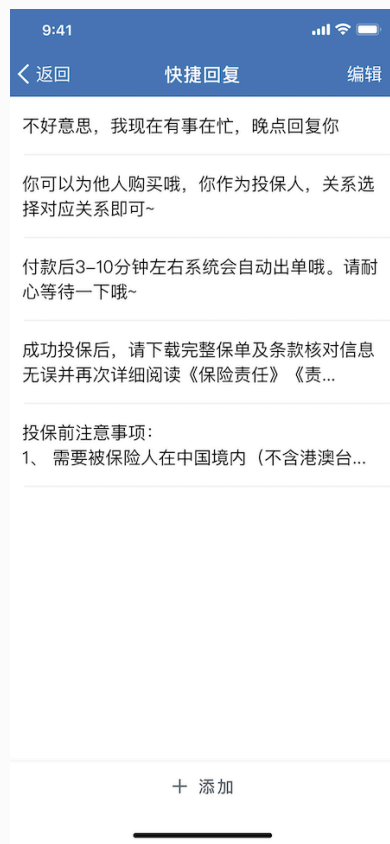 9:41
返回
快捷回复
编辑
不好意思，我现在有事在忙，晚点回复你
你可以为他人购买哦，你作为投保人，关系选
择对应关系即可~
付款后3-10分钟左右系统会自动出单哦。请耐
心等待一下哦~
成功投保后，请下载完整保单及条款核对信息
无误并再次详细阅读《保险责任》《责...
投保前注意事项：
1、 需要被保险人在中国境内（不含港澳台...
+ 添加